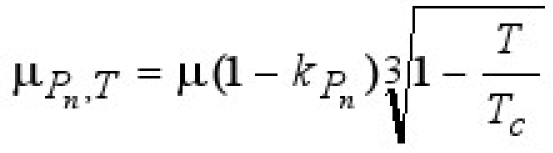 μ_{P_n,T} = μ(1 − k_{P_n}) ∛(1 − T/T_C)